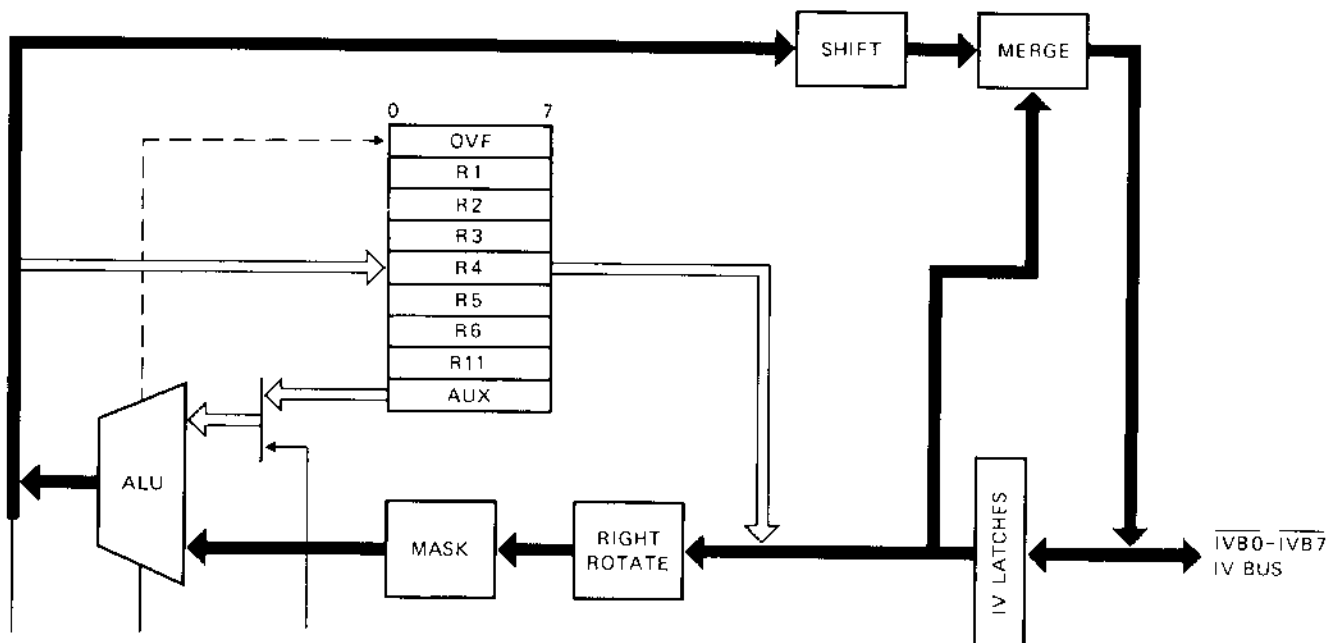 SHIFT
MERGE
0 7
OVF
R1
R2
R3
R4
R5
R6
R11
AUX
ALU
MASK
RIGHT
ROTATE
IV LATCHES
IVB0-IVB7
IV BUS